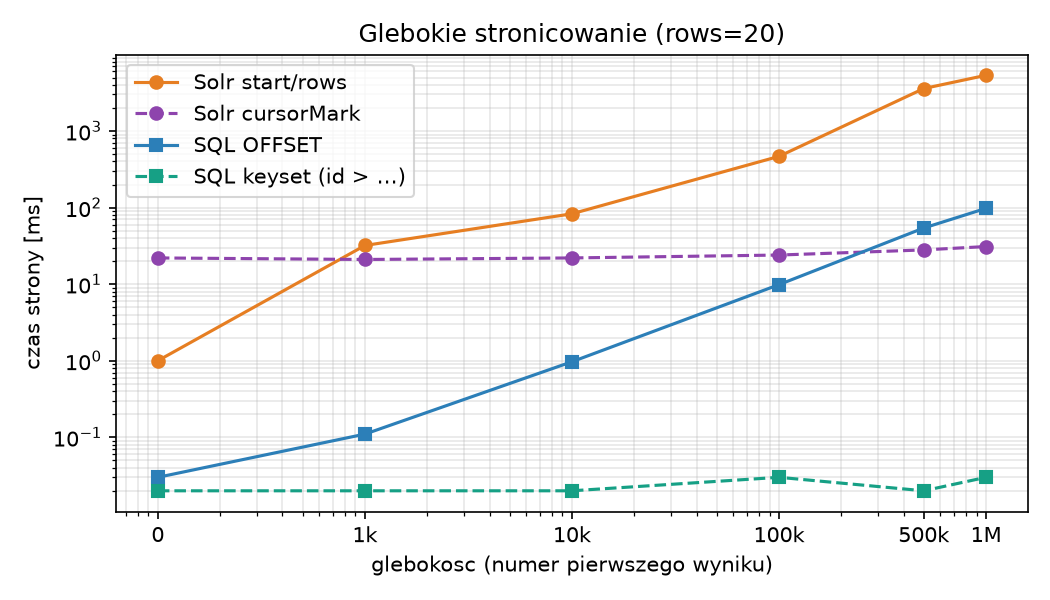 Glebokie stronicowanie (rows=20)
Solr start/rows
Solr cursorMark
SQL OFFSET
SQL keyset (id > ...)
czas strony [ms]
10³
10²
10¹
10⁰
10⁻¹
0 1k 10k 100k 500k 1M
glebokosc (numer pierwszego wyniku)